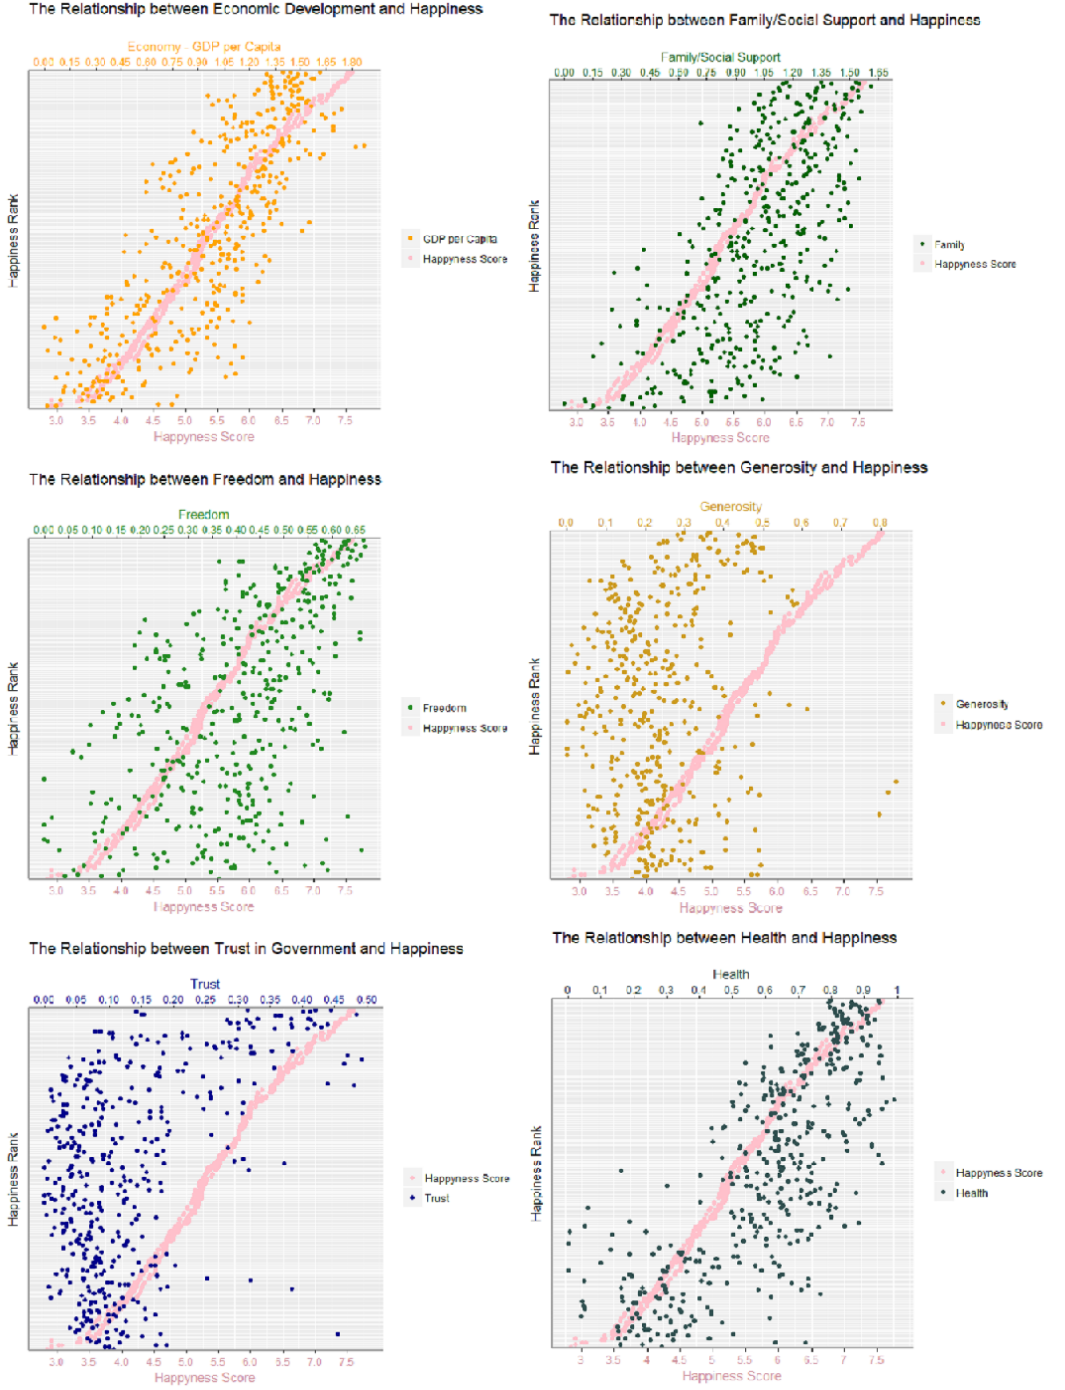 The Relationship between Economic Development and Happiness
Economy - GDP per Capita
0.00 0.15 0.30 0.45 0.60 0.75 0.90 1.05 1.20 1.35 1.50 1.65 1.80
Happiness Rank
GDP per Capita
Happyness Score
3.0 3.5 4.0 4.5 5.0 5.5 6.0 6.5 7.0 7.5
Happyness Score
The Relationship between Family/Social Support and Happiness
Family/Social Support
0.00 0.15 0.30 0.45 0.60 0.75 0.90 1.05 1.20 1.35 1.50 1.65
Happiness Rank
Family
Happyness Score
3.0 3.5 4.0 4.5 5.0 5.5 6.0 6.5 7.0 7.5
Happyness Score
The Relationship between Freedom and Happiness
Freedom
0.00 0.05 0.10 0.15 0.20 0.25 0.30 0.35 0.40 0.45 0.50 0.55 0.60 0.65
Happiness Rank
Freedom
Happyness Score
3.0 3.5 4.0 4.5 5.0 5.5 6.0 6.5 7.0 7.5
Happyness Score
The Relationship between Generosity and Happiness
Generosity
0.0 0.1 0.2 0.3 0.4 0.5 0.6 0.7 0.8
Happiness Rank
Generosity
Happyness Score
3.0 3.5 4.0 4.5 5.0 5.5 6.0 6.5 7.0 7.5
Happyness Score
The Relationship between Trust in Government and Happiness
Trust
0.00 0.05 0.10 0.15 0.20 0.25 0.30 0.35 0.40 0.45 0.50
Happiness Rank
Happyness Score
Trust
3.0 3.5 4.0 4.5 5.0 5.5 6.0 6.5 7.0 7.5
Happyness Score
The Relationship between Health and Happiness
Health
0 0.1 0.2 0.3 0.4 0.5 0.6 0.7 0.8 0.9 1
Happiness Rank
Happyness Score
Health
3 3.5 4 4.5 5 5.5 6 6.5 7 7.5
Happyness Score